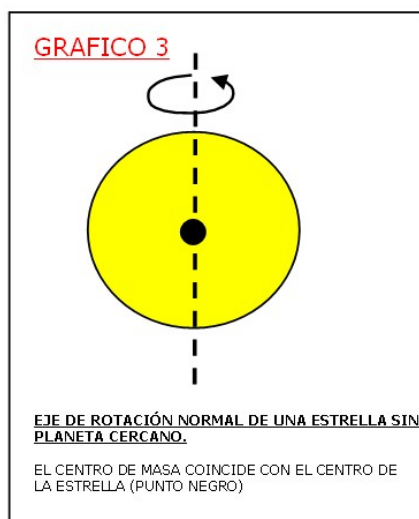 GRAFICO 3
EJE DE ROTACIÓN NORMAL DE UNA ESTRELLA SIN
PLANETA CERCANO.
EL CENTRO DE MASA COINCIDE CON EL CENTRO DE
LA ESTRELLA (PUNTO NEGRO)